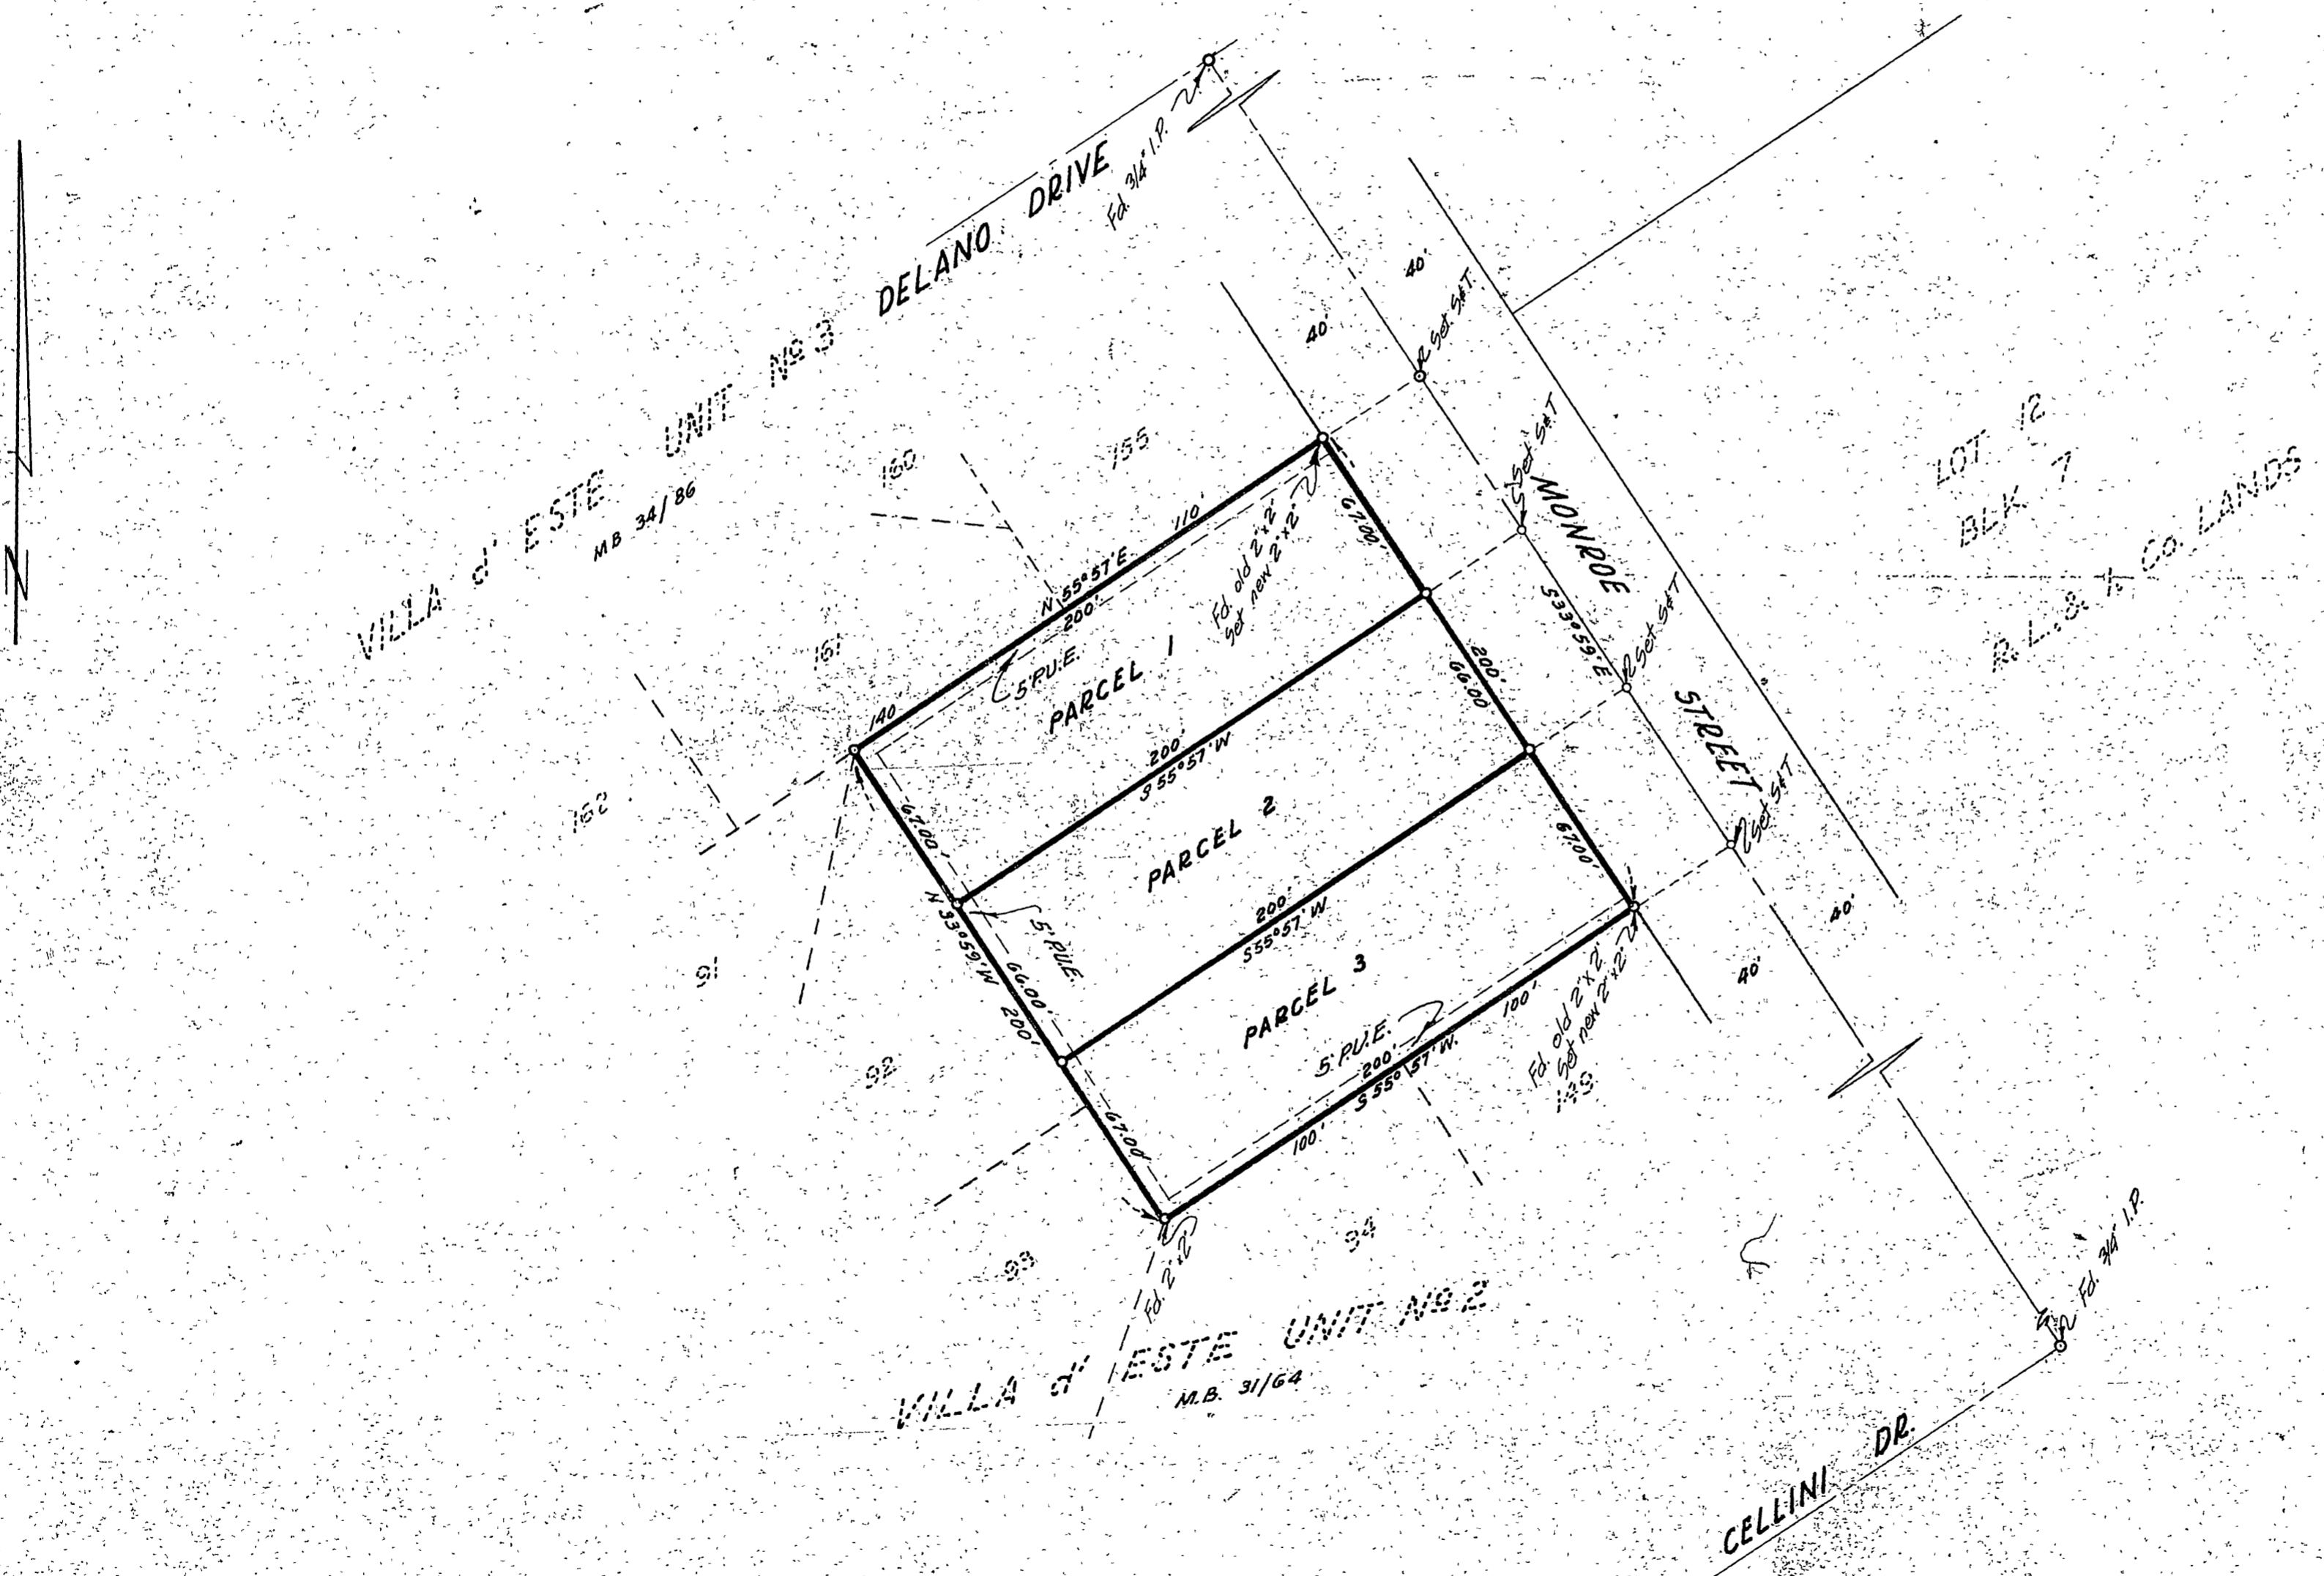 DELANO DRIVE
Fd. 3/4" I.P.
VILLA d' ESTE UNIT Nº 3
M.B. 34/86
40'
40'
Set. S.&T.
Set S&T
MONROE
STREET
S33°59'E
Set S&T
Set S&T
LOT 12
BLK 7
R.L. & I. Co. LANDS
160
155
161
162
110'
N 55°57'E
200'
140
5' P.U.E.
PARCEL 1
Fd. old 2"x2"
Set new 2"x2"
67.00'
67.00'
200'
S 55°57'W
200'
66.00
PARCEL 2
N 33°59'W 200'
5' P.U.E.
66.00'
200'
S55°57'W
67.00'
PARCEL 3
5' P.U.E.
200'
S 55°57'W.
100'
100'
67.00'
Fd. old 2"x2"
Set new 2"x2"
40'
40'
91
92
93
94
149
Fd. 2"x2"
VILLA d' ESTE UNIT Nº 2
M.B. 31/64
Fd. 3/4" I.P.
CELLINI DR.
N